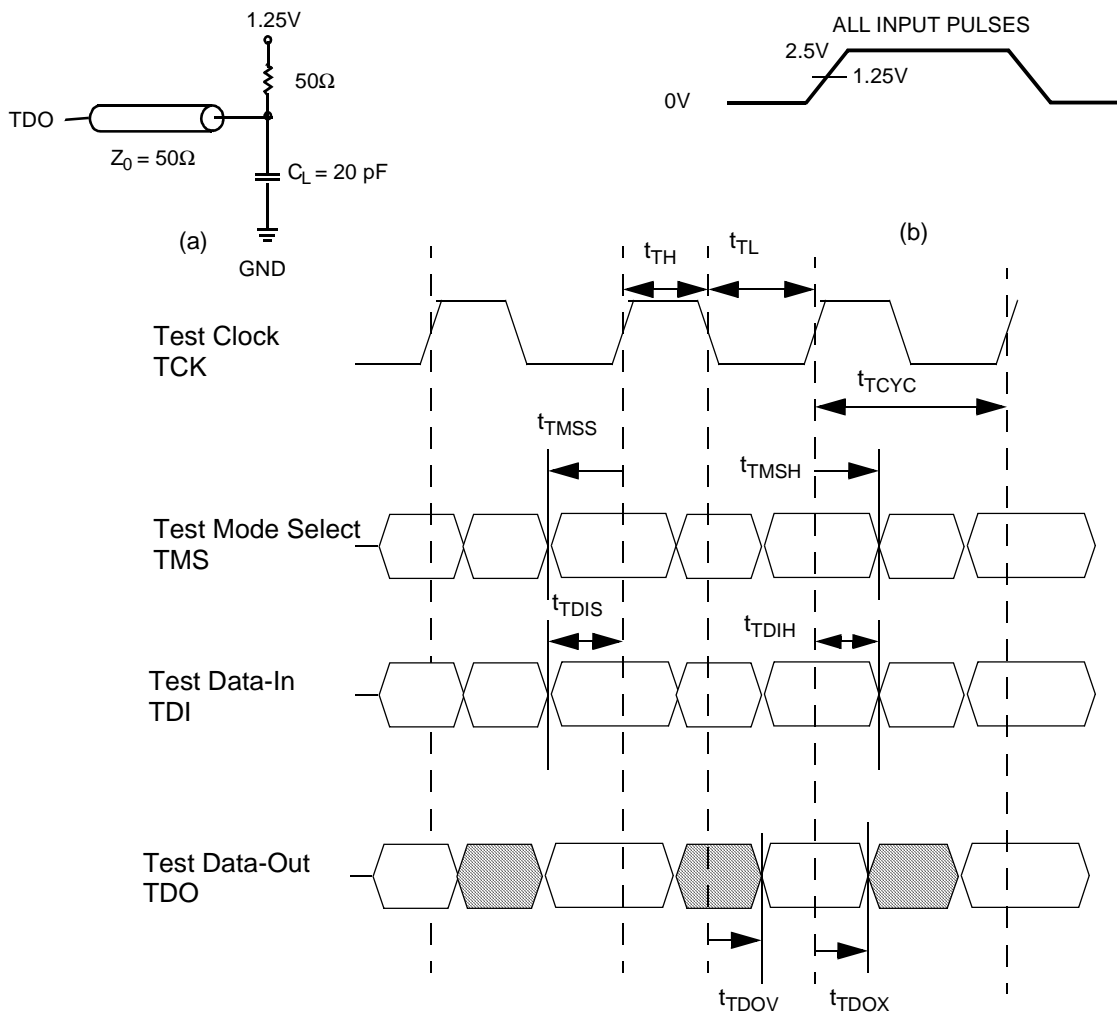 1.25V
50Ω
TDO
Z0 = 50Ω
CL = 20 pF
(a)
GND
ALL INPUT PULSES
2.5V
1.25V
0V
(b)
tTH
tTL
Test Clock
TCK
tTCYC
tTMSS
tTMSH
Test Mode Select
TMS
tTDIS
tTDIH
Test Data-In
TDI
Test Data-Out
TDO
tTDOV
tTDOX